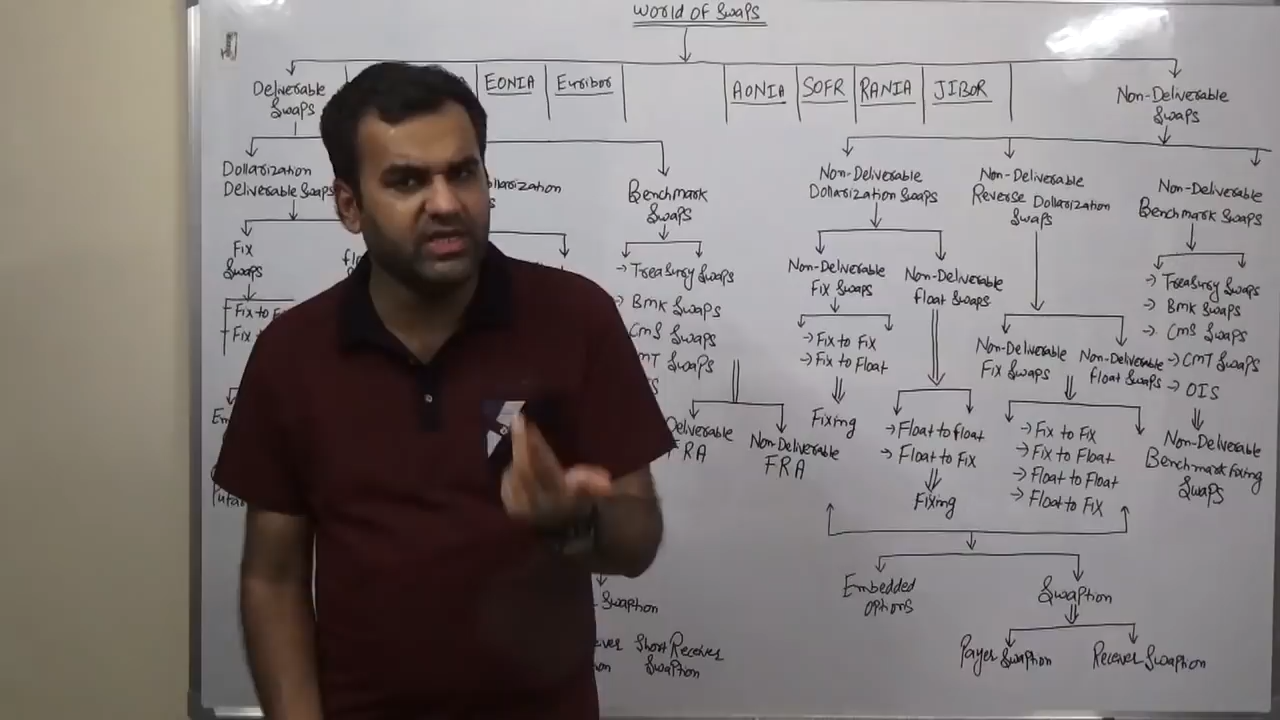 World of Swaps
Deliverable
Swaps
EONIA
Euribor
AONIA
SOFR
RANIA
JIBOR
Non-Deliverable
Swaps
Dollarization
Deliverable Swaps
Benchmark
Swaps
Non-Deliverable
Dollarization Swaps
Non-Deliverable
Reverse Dollarization
Swaps
Non-Deliverable
Benchmark Swaps
Fix
Swaps
→ Treasury Swaps
→ Bmk Swaps
CMS Swaps
Swaps
Non-Deliverable
Fix Swaps
Non-Deliverable
Float Swaps
→ Treasury Swaps
→ Bmk Swaps
→ CMS Swaps
→ CMT Swaps
→ OIS
Fix to
Fix
→ Fix to Fix
→ Fix to Float
Non-Deliverable
Fix Swaps
Non-Deliverable
Float Swaps
Deliverable
FRA
Non-Deliverable
FRA
Fixing
→ Float to float
→ Float to Fix
Fixing
→ Fix to Fix
→ Fix to Float
→ Float to Float
→ Float to Fix
Non-Deliverable
Benchmark Fixing
Swaps
Embedded
Options
Swaption
Payer Swaption
Receiver Swaption
Swaption
Short Receiver
Swaption